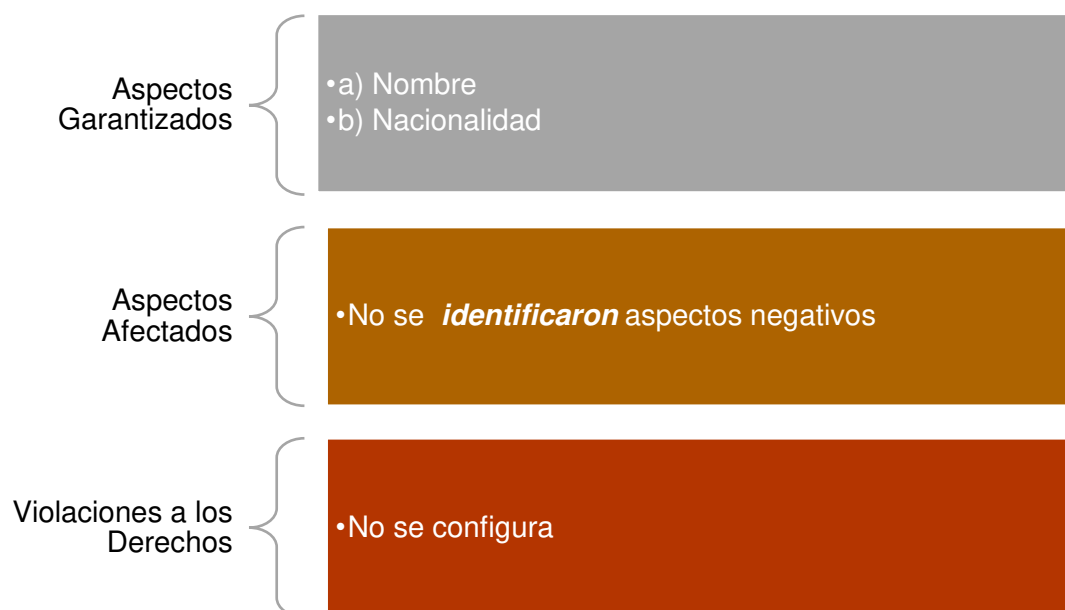 Aspectos
Garantizados
•a) Nombre
•b) Nacionalidad
Aspectos
Afectados
•No se identificaron aspectos negativos
Violaciones a los
Derechos
•No se configura